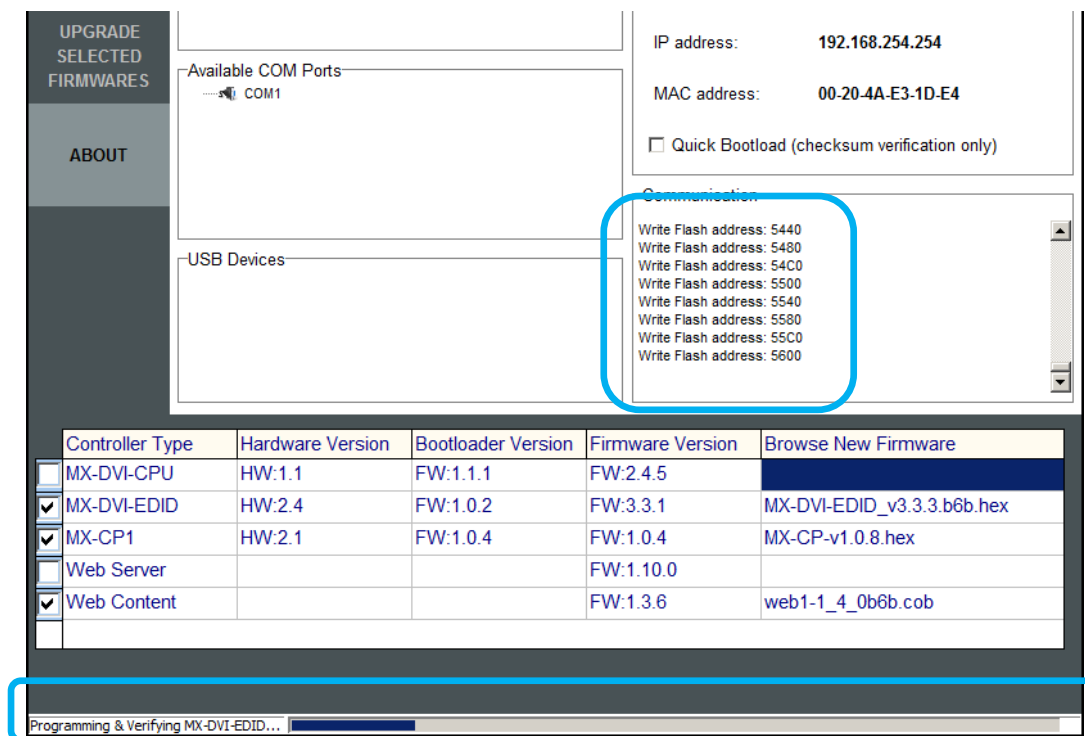 UPGRADE
SELECTED
FIRMWARES
ABOUT
Available COM Ports
COM1
USB Devices
IP address: 192.168.254.254
MAC address: 00-20-4A-E3-1D-E4
Quick Bootload (checksum verification only)
Communication
Write Flash address: 5440
Write Flash address: 5480
Write Flash address: 54C0
Write Flash address: 5500
Write Flash address: 5540
Write Flash address: 5580
Write Flash address: 55C0
Write Flash address: 5600
Controller Type Hardware Version Bootloader Version Firmware Version Browse New Firmware
MX-DVI-CPU HW:1.1 FW:1.1.1 FW:2.4.5
MX-DVI-EDID HW:2.4 FW:1.0.2 FW:3.3.1 MX-DVI-EDID_v3.3.3.b6b.hex
MX-CP1 HW:2.1 FW:1.0.4 FW:1.0.4 MX-CP-v1.0.8.hex
Web Server FW:1.10.0
Web Content FW:1.3.6 web1-1_4_0b6b.cob
Programming & Verifying MX-DVI-EDID...